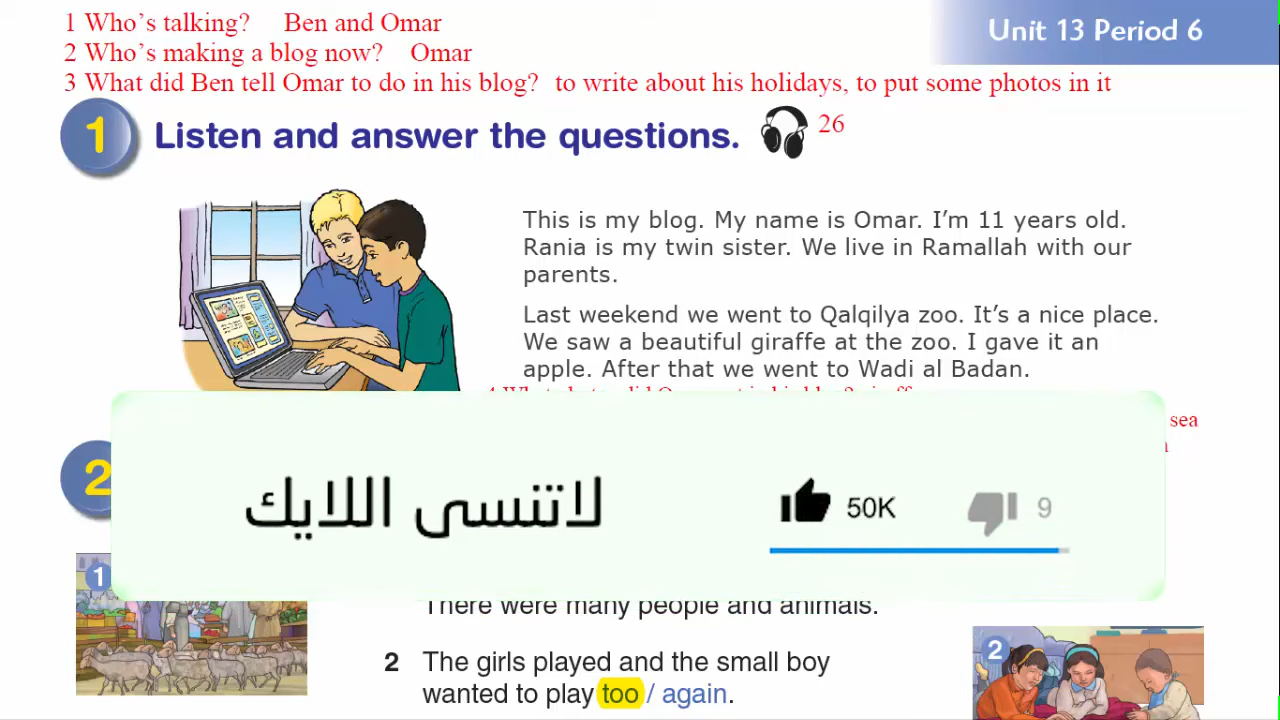 1 Who's talking? Ben and Omar
Unit 13 Period 6
2 Who's making a blog now? Omar
3 What did Ben tell Omar to do in his blog? to write about his holidays, to put some photos in it
1 Listen and answer the questions. 26
This is my blog. My name is Omar. I'm 11 years old.
Rania is my twin sister. We live in Ramallah with our
parents.
Last weekend we went to Qalqilya zoo. It's a nice place.
We saw a beautiful giraffe at the zoo. I gave it an
apple. After that we went to Wadi al Badan.
sea
2
لاتنسى اللايك
50K 9
1
There were many people and animals.
2 The girls played and the small boy
wanted to play too / again.
2